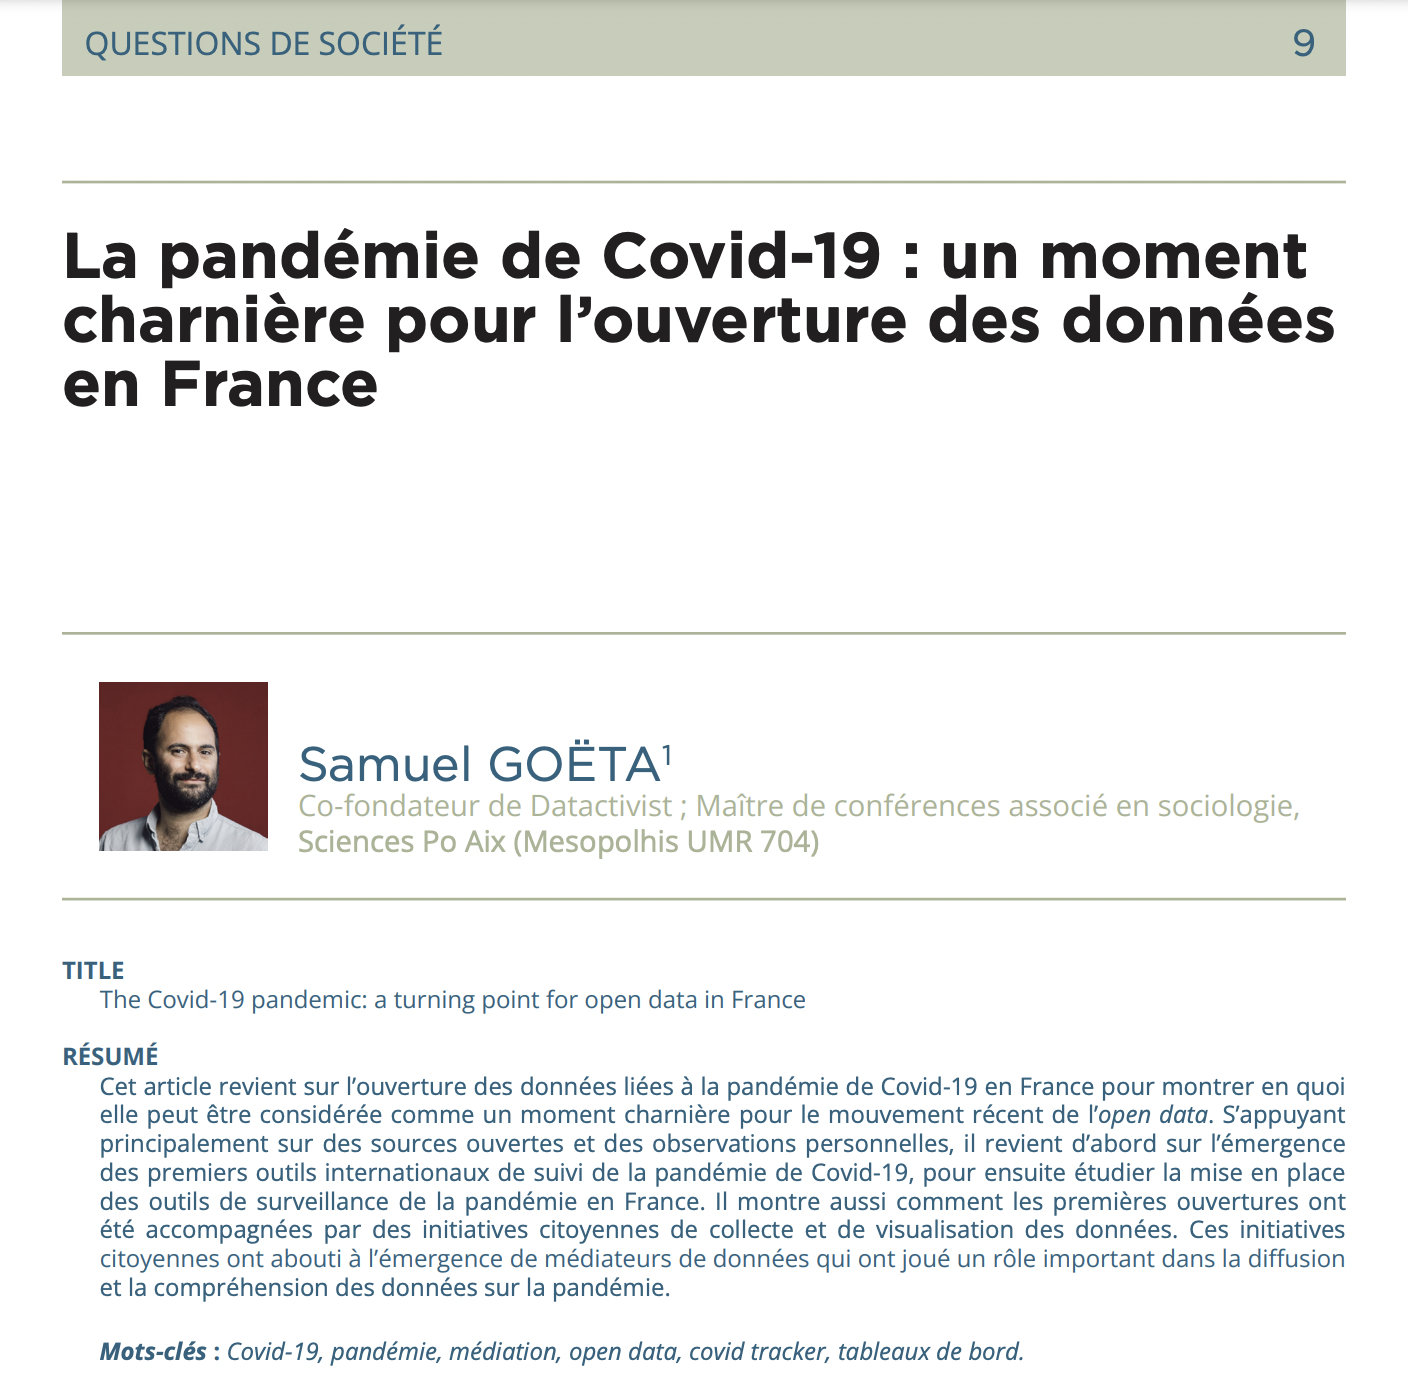 QUESTIONS DE SOCIÉTÉ 9
La pandémie de Covid-19 : un moment
charnière pour l’ouverture des données
en France
Samuel GOËTA¹
Co-fondateur de Datactivist ; Maître de conférences associé en sociologie,
Sciences Po Aix (Mesopolhis UMR 704)
TITLE
The Covid-19 pandemic: a turning point for open data in France
RÉSUMÉ
Cet article revient sur l’ouverture des données liées à la pandémie de Covid-19 en France pour montrer en quoi
elle peut être considérée comme un moment charnière pour le mouvement récent de l’open data. S’appuyant
principalement sur des sources ouvertes et des observations personnelles, il revient d’abord sur l’émergence
des premiers outils internationaux de suivi de la pandémie de Covid-19, pour ensuite étudier la mise en place
des outils de surveillance de la pandémie en France. Il montre aussi comment les premières ouvertures ont
été accompagnées par des initiatives citoyennes de collecte et de visualisation des données. Ces initiatives
citoyennes ont abouti à l’émergence de médiateurs de données qui ont joué un rôle important dans la diffusion
et la compréhension des données sur la pandémie.
Mots-clés : Covid-19, pandémie, médiation, open data, covid tracker, tableaux de bord.